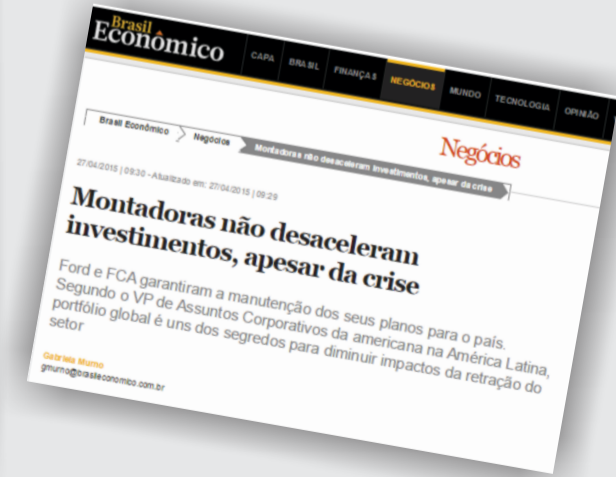 Brasil
Econômico
CAPA BRASIL FINANÇAS NEGÓCIOS MUNDO TECNOLOGIA OPINIÃO
Negócios
Brasil Econômico Negócios Montadoras não desaceleram investimentos, apesar da crise
27/04/2015 | 09:30 - Atualizado em: 27/04/2015 | 09:29
Montadoras não desaceleram
investimentos, apesar da crise
Ford e FCA garantiram a manutenção dos seus planos para o país.
Segundo o VP de Assuntos Corporativos da americana na América Latina,
portfólio global é uns dos segredos para diminuir impactos da retração do
setor
Gabriela Murno
gmurno@brasileconomico.com.br